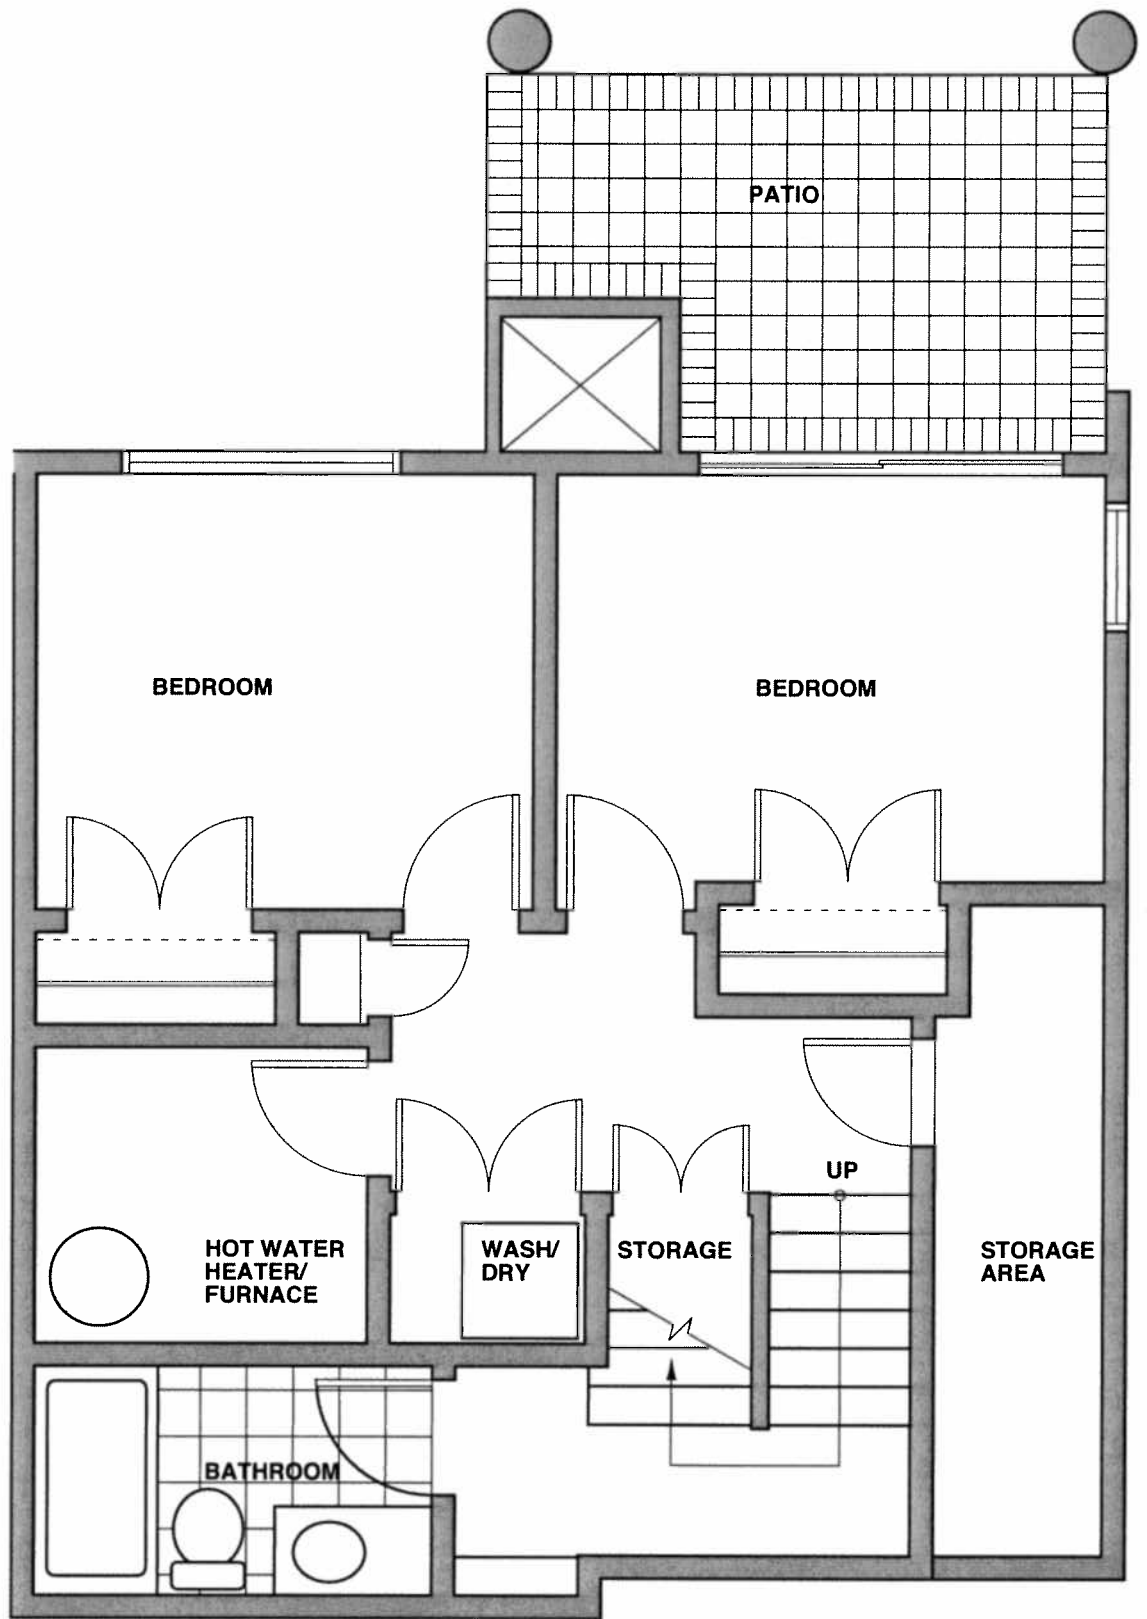 PATIO
BEDROOM
BEDROOM
UP
HOT WATER
HEATER/
FURNACE
WASH/
DRY
STORAGE
STORAGE
AREA
BATHROOM